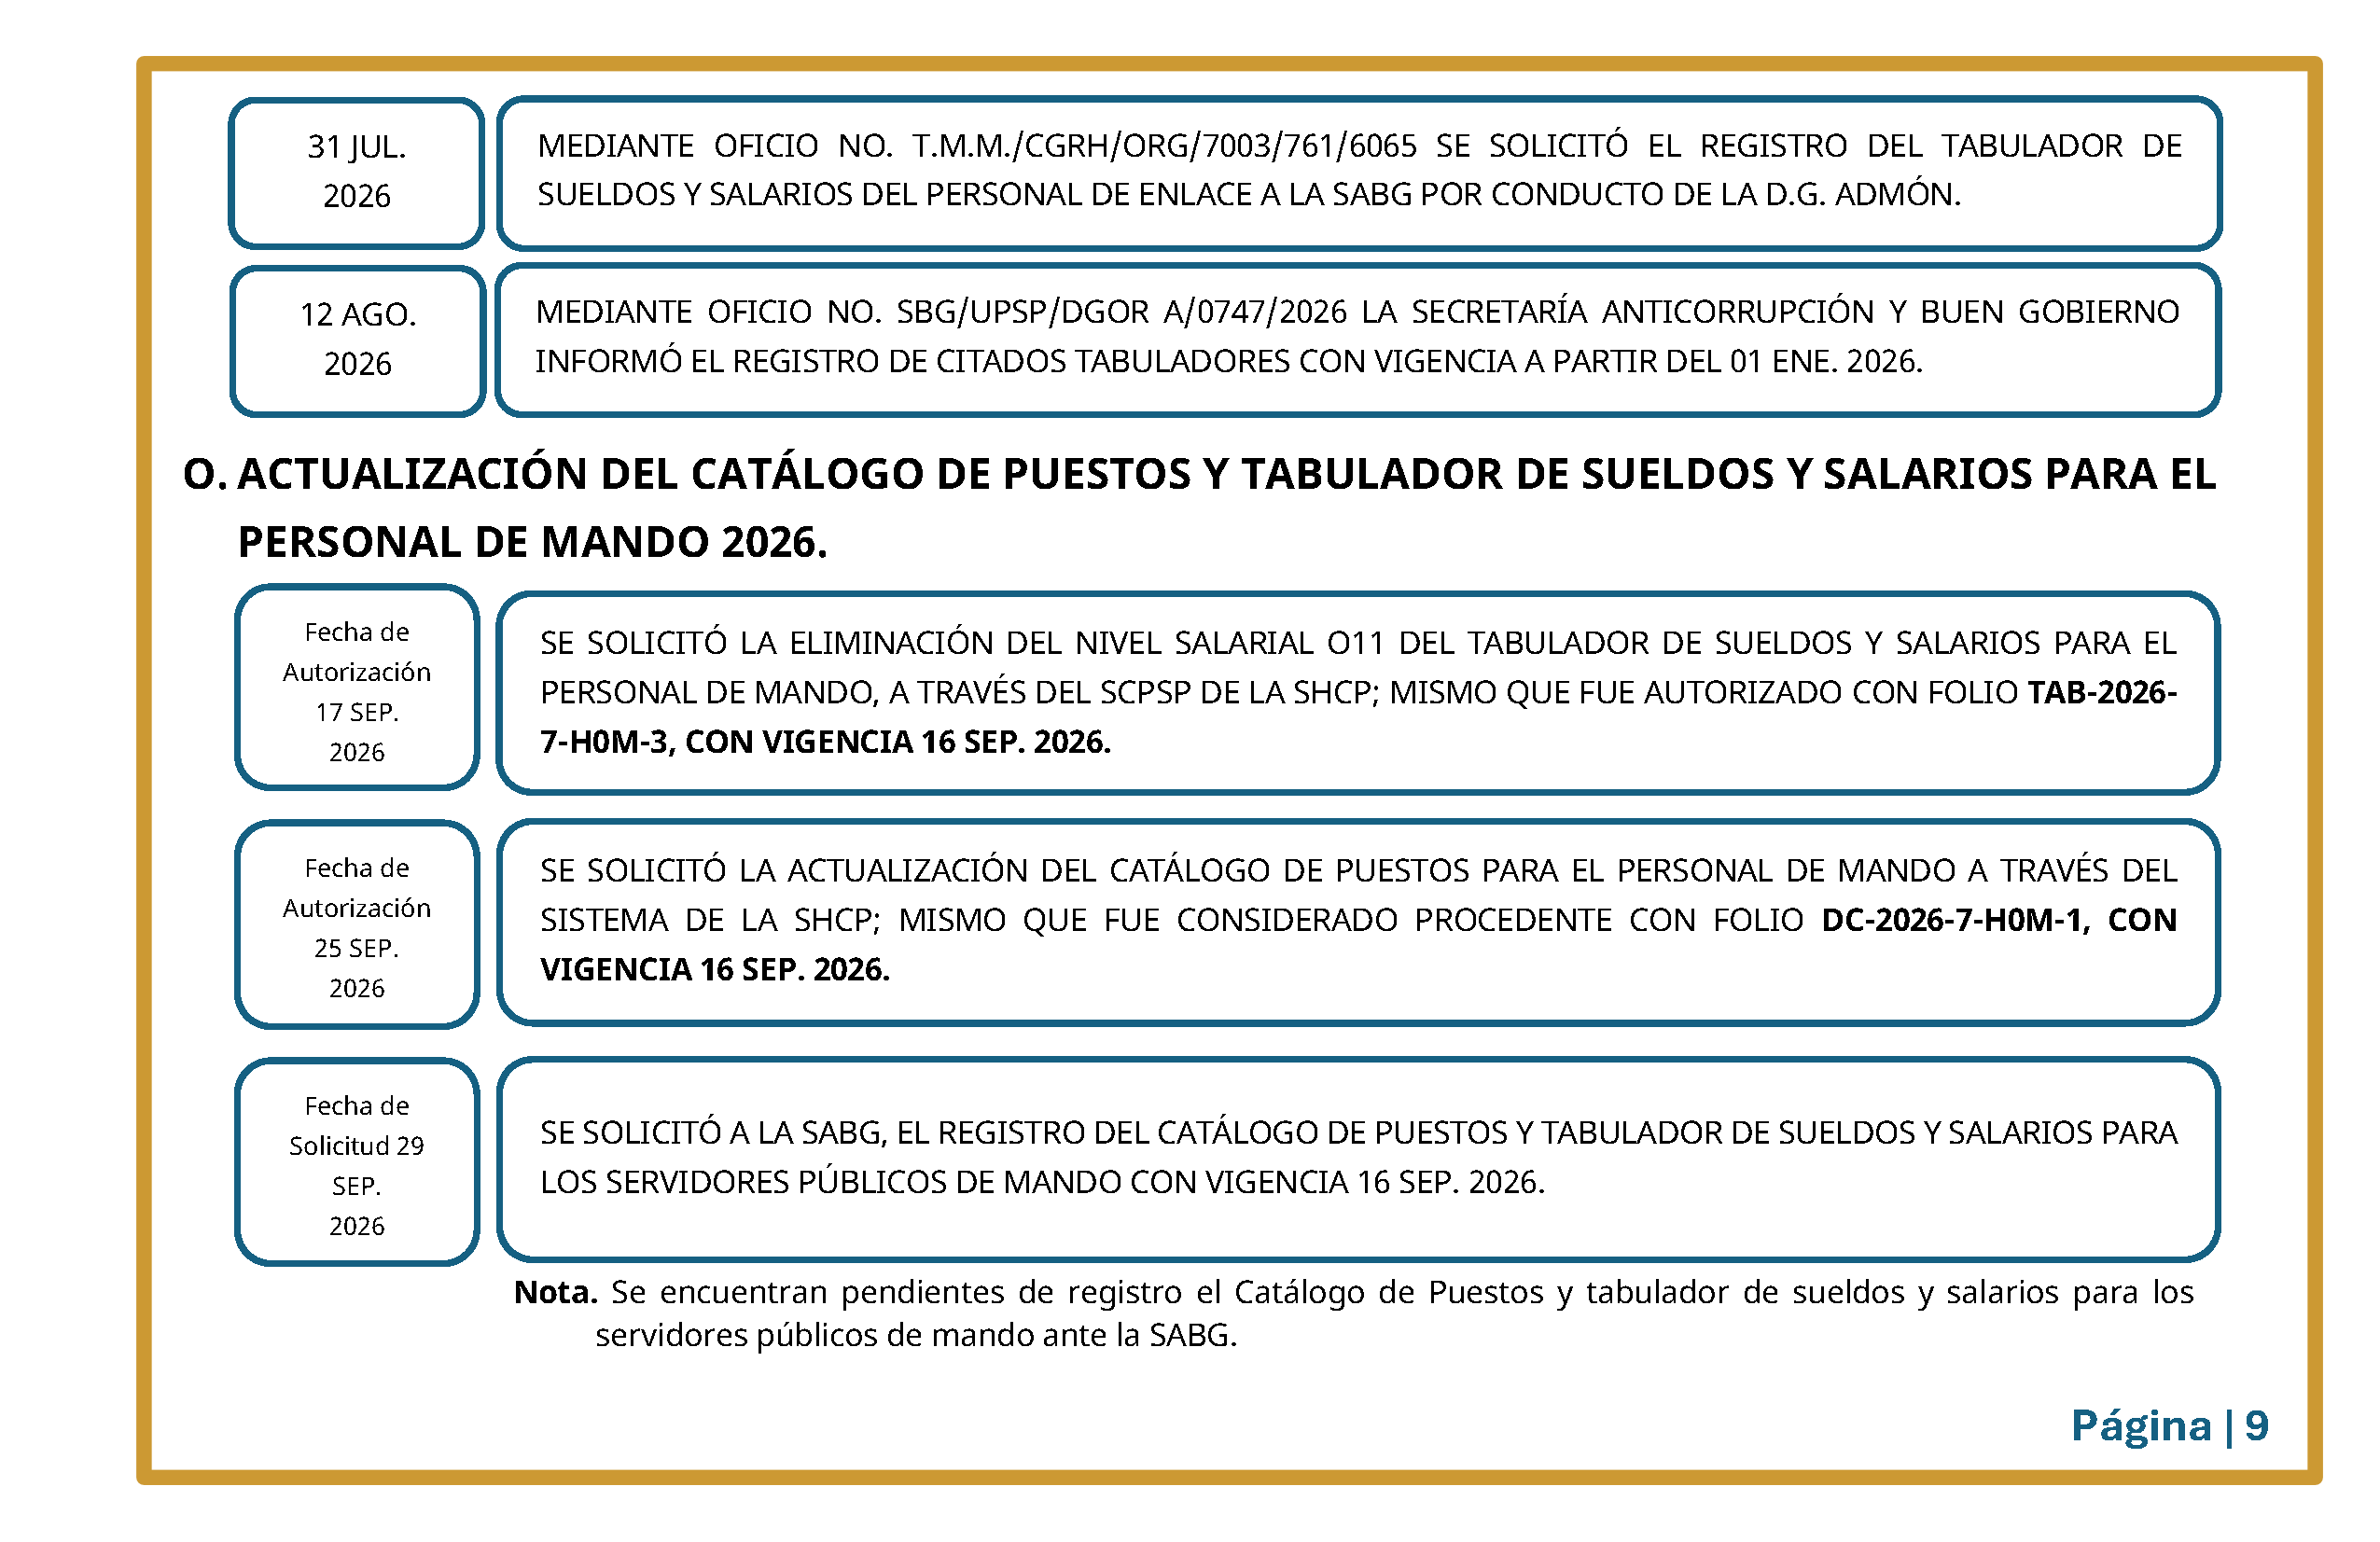 31 JUL.
2026
MEDIANTE OFICIO NO. T.M.M./CGRH/ORG/7003/761/6065 SE SOLICITÓ EL REGISTRO DEL TABULADOR DE
SUELDOS Y SALARIOS DEL PERSONAL DE ENLACE A LA SABG POR CONDUCTO DE LA D.G. ADMÓN.
12 AGO.
2026
MEDIANTE OFICIO NO. SBG/UPSP/DGOR A/0747/2026 LA SECRETARÍA ANTICORRUPCIÓN Y BUEN GOBIERNO
INFORMÓ EL REGISTRO DE CITADOS TABULADORES CON VIGENCIA A PARTIR DEL 01 ENE. 2026.
O. ACTUALIZACIÓN DEL CATÁLOGO DE PUESTOS Y TABULADOR DE SUELDOS Y SALARIOS PARA EL
PERSONAL DE MANDO 2026.
Fecha de
Autorización
17 SEP.
2026
SE SOLICITÓ LA ELIMINACIÓN DEL NIVEL SALARIAL O11 DEL TABULADOR DE SUELDOS Y SALARIOS PARA EL
PERSONAL DE MANDO, A TRAVÉS DEL SCPSP DE LA SHCP; MISMO QUE FUE AUTORIZADO CON FOLIO TAB-2026-
7-H0M-3, CON VIGENCIA 16 SEP. 2026.
Fecha de
Autorización
25 SEP.
2026
SE SOLICITÓ LA ACTUALIZACIÓN DEL CATÁLOGO DE PUESTOS PARA EL PERSONAL DE MANDO A TRAVÉS DEL
SISTEMA DE LA SHCP; MISMO QUE FUE CONSIDERADO PROCEDENTE CON FOLIO DC-2026-7-H0M-1, CON
VIGENCIA 16 SEP. 2026.
Fecha de
Solicitud 29
SEP.
2026
SE SOLICITÓ A LA SABG, EL REGISTRO DEL CATÁLOGO DE PUESTOS Y TABULADOR DE SUELDOS Y SALARIOS PARA
LOS SERVIDORES PÚBLICOS DE MANDO CON VIGENCIA 16 SEP. 2026.
Nota. Se encuentran pendientes de registro el Catálogo de Puestos y tabulador de sueldos y salarios para los
servidores públicos de mando ante la SABG.
Página | 9